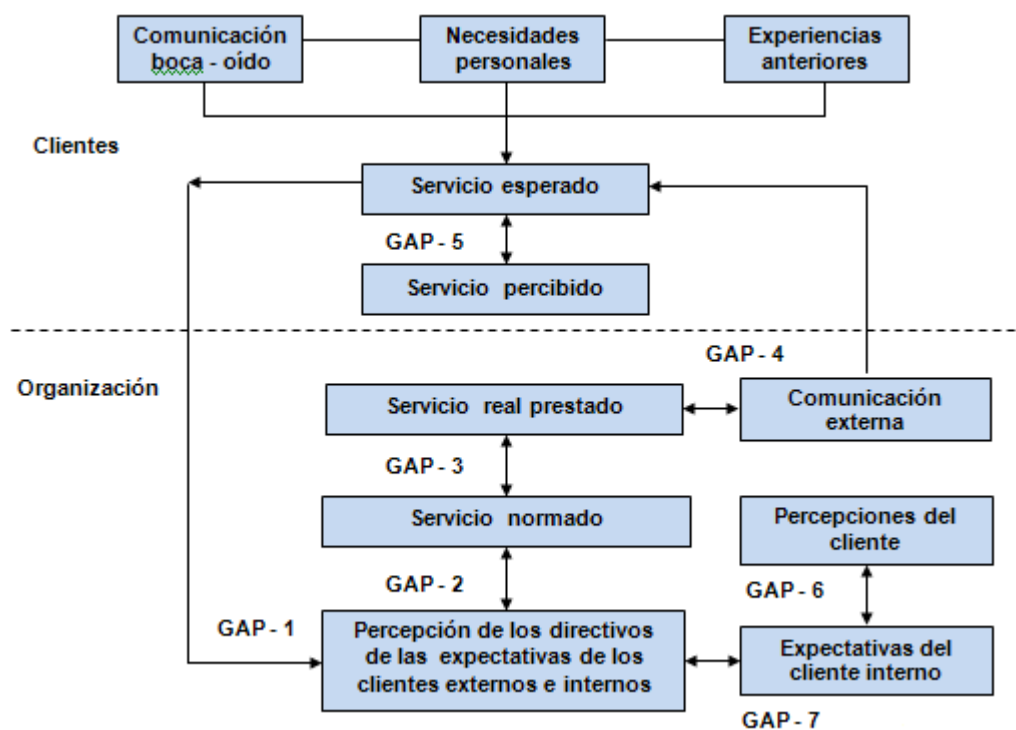 Comunicación
boca - oído
Necesidades
personales
Experiencias
anteriores
Clientes
Servicio esperado
GAP - 5
Servicio percibido
GAP - 4
Organización
Servicio real prestado
Comunicación
externa
GAP - 3
Servicio normado
Percepciones del
cliente
GAP - 2
GAP - 6
GAP - 1
Percepción de los directivos
de las expectativas de los
clientes externos e internos
Expectativas del
cliente interno
GAP - 7